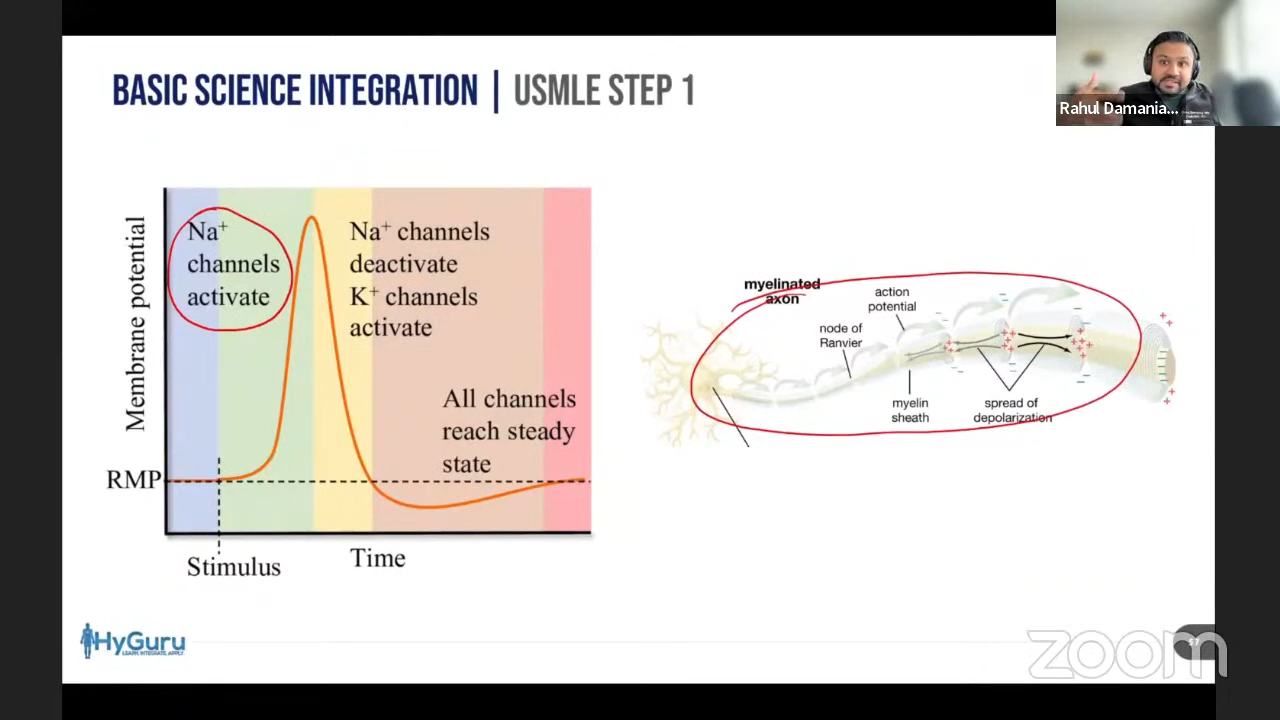 BASIC SCIENCE INTEGRATION | USMLE STEP 1
Rahul Damania...
Membrane potential
Na+
channels
activate
Na+ channels
deactivate
K+ channels
activate
All channels
reach steady
state
RMP
Stimulus
Time
myelinated
axon
action
potential
node of
Ranvier
myelin
sheath
spread of
depolarization
HyGuru
LEARN. INTEGRATE. APPLY.
zoom